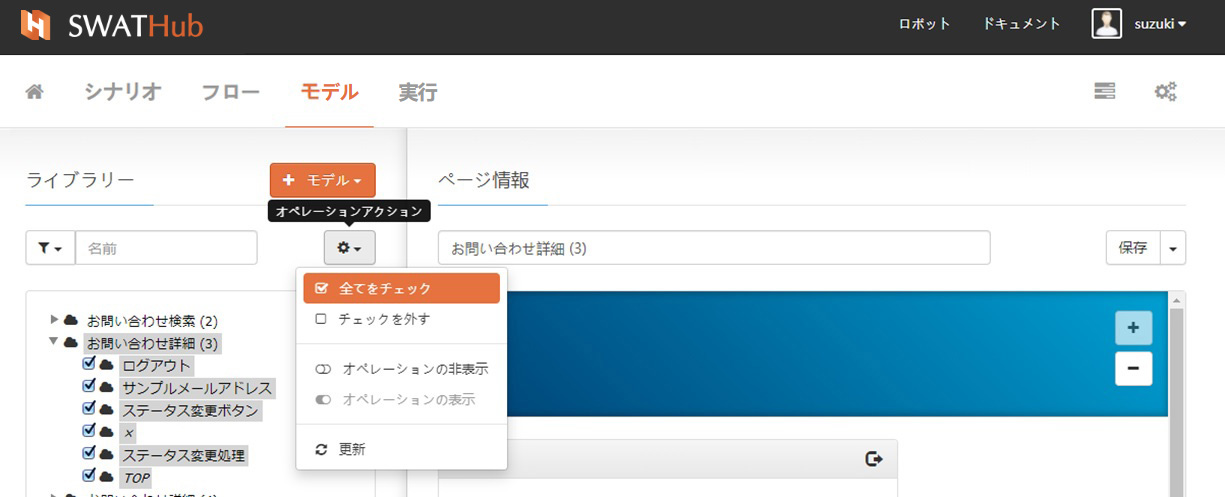 SWATHub
ロボット ドキュメント suzuki
シナリオ フロー モデル 実行
ライブラリー
+ モデル
オペレーションアクション
名前
全てをチェック
チェックを外す
オペレーションの非表示
オペレーションの表示
更新
お問い合わせ検索 (2)
お問い合わせ詳細 (3)
ログアウト
サンプルメールアドレス
ステータス変更ボタン
x
ステータス変更処理
TOP
ページ情報
お問い合わせ詳細 (3)
保存
+
-